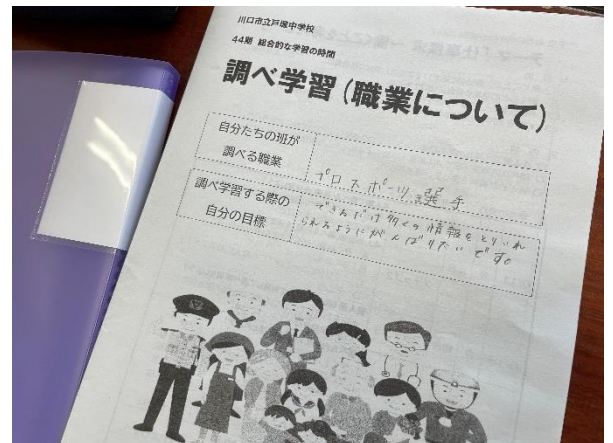 川口市立戸塚中学校
44期 総合的な学習の時間
調べ学習(職業について)
自分たちの班が
調べる職業
プロスポーツ選手
調べ学習する際の
自分の目標
できるだけ多くの情報をとりいれ
られるようにがんばりたいです。